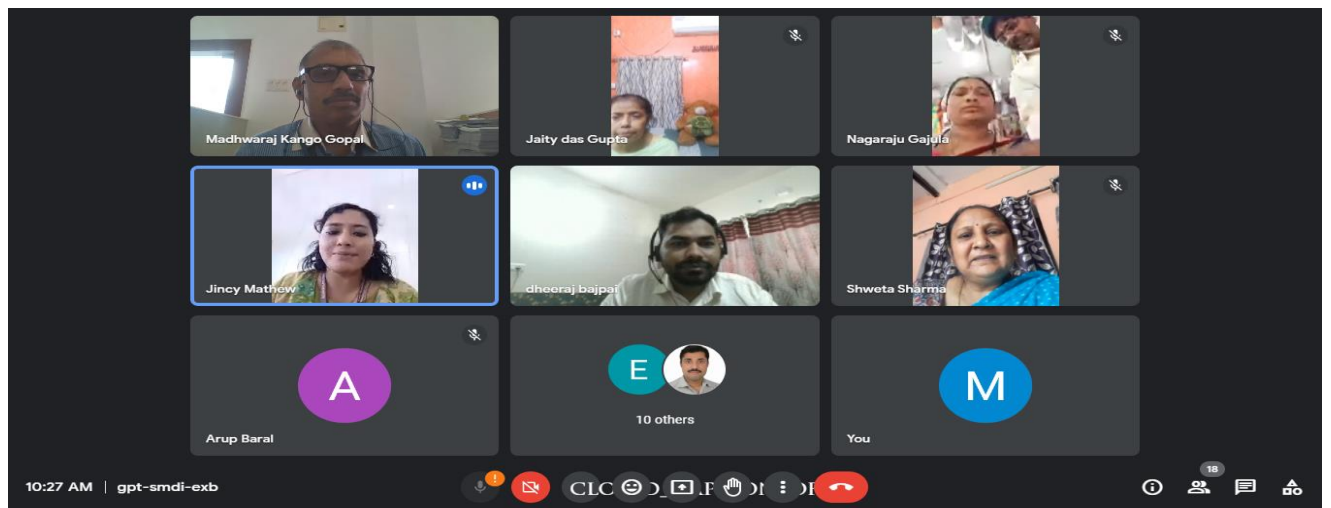 Madhwaraj Kango Gopal
Jaity das Gupta
Nagaraju Gajula
Jincy Mathew
dheeraj bajpai
Shweta Sharma
A
Arup Baral
E
10 others
M
You
10:27 AM | gpt-smdi-exb
!
18